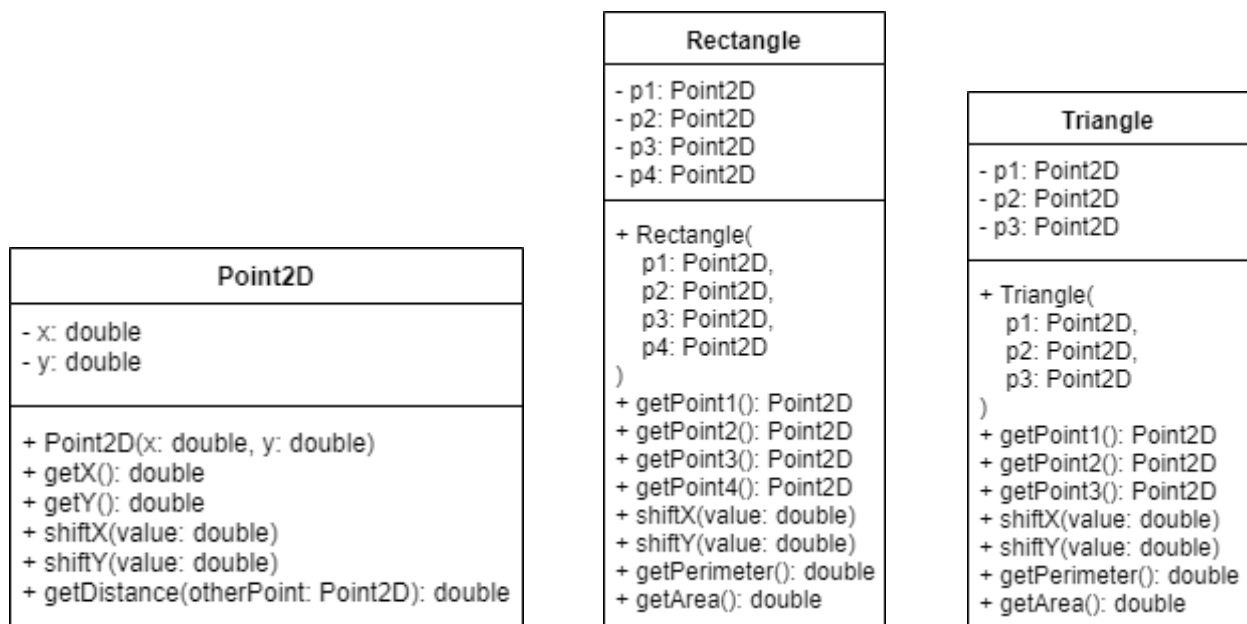 Point2D
- x: double
- y: double
+ Point2D(x: double, y: double)
+ getX(): double
+ getY(): double
+ shiftX(value: double)
+ shiftY(value: double)
+ getDistance(otherPoint: Point2D): double
Rectangle
- p1: Point2D
- p2: Point2D
- p3: Point2D
- p4: Point2D
+ Rectangle(
p1: Point2D,
p2: Point2D,
p3: Point2D,
p4: Point2D
)
+ getPoint1(): Point2D
+ getPoint2(): Point2D
+ getPoint3(): Point2D
+ getPoint4(): Point2D
+ shiftX(value: double)
+ shiftY(value: double)
+ getPerimeter(): double
+ getArea(): double
Triangle
- p1: Point2D
- p2: Point2D
- p3: Point2D
+ Triangle(
p1: Point2D,
p2: Point2D,
p3: Point2D
)
+ getPoint1(): Point2D
+ getPoint2(): Point2D
+ getPoint3(): Point2D
+ shiftX(value: double)
+ shiftY(value: double)
+ getPerimeter(): double
+ getArea(): double